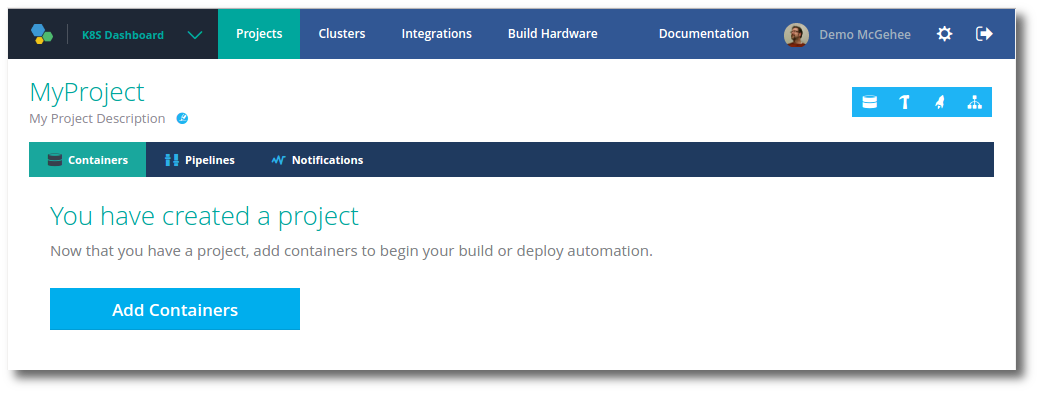 K8S Dashboard Projects Clusters Integrations Build Hardware Documentation Demo McGehee
MyProject
My Project Description
Containers Pipelines Notifications
You have created a project
Now that you have a project, add containers to begin your build or deploy automation.
Add Containers